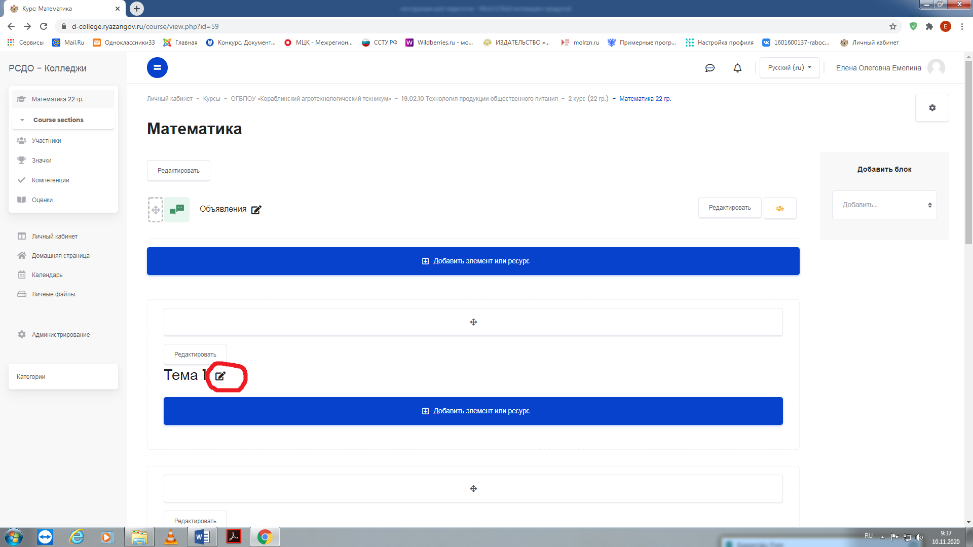 Курс: Математика
d-college.ryazangov.ru/course/view.php?id=59
Сервисы Mail.Ru Одноклассники33 Главная Конкурс Документ... МЦК - Межрегион... ССТУ.РФ Wildberries.ru - мо... ИЗДАТЕЛЬСТВО «... molrzn.ru Примерные програм... Настройка профиля 1601600137-raboc... Личный кабинет
РСДО – Колледжи
Русский (ru)
Елена Олеговна Емелина
Математика 22 гр.
Course sections
Участники
Значки
Компетенции
Оценки
Личный кабинет
Домашняя страница
Календарь
Личные файлы
Администрирование
Категории
Личный кабинет – Курсы – ОГБПОУ «Кораблинский агротехнологический техникум» – 19.02.10 Технология продукции общественного питания – 2 курс (22 гр.) – Математика 22 гр.
Математика
Редактировать
Объявления
Редактировать
Добавить элемент или ресурс
Редактировать
Тема 1
Добавить элемент или ресурс
Редактировать
Добавить блок
Добавить...
RU
9:17
10.11.2020